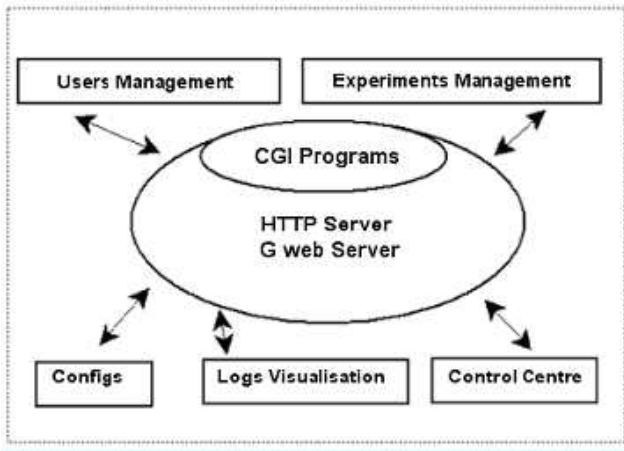 Users Management
Experiments Management
CGI Programs
HTTP Server
G web Server
Configs
Logs Visualisation
Control Centre